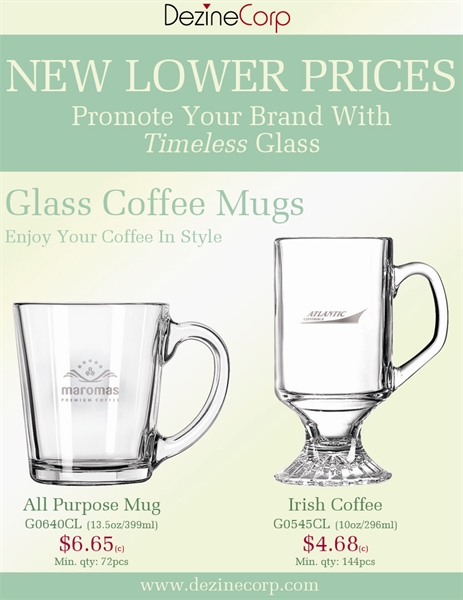 DezineCorp
NEW LOWER PRICES
Promote Your Brand With
Timeless Glass
Glass Coffee Mugs
Enjoy Your Coffee In Style
maromas
PREMIUM COFFEE
ATLANTIC
All Purpose Mug
G0640CL (13.5oz/399ml)
$6.65(c)
Min. qty: 72pcs
Irish Coffee
G0545CL (10oz/296ml)
$4.68(c)
Min. qty: 144pcs
www.dezinecorp.com